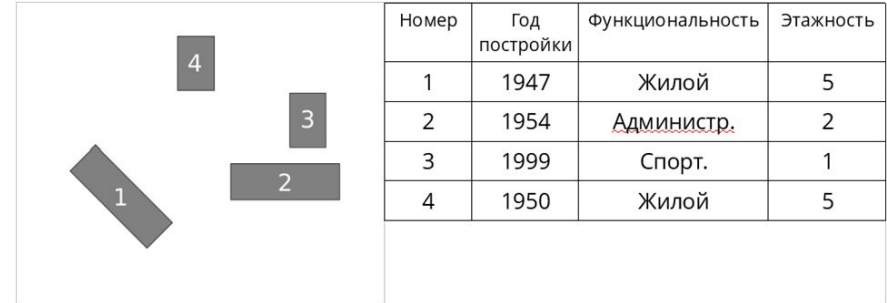 4
3
2
1
Номер Год постройки Функциональность Этажность
1 1947 Жилой 5
2 1954 Администр. 2
3 1999 Спорт. 1
4 1950 Жилой 5